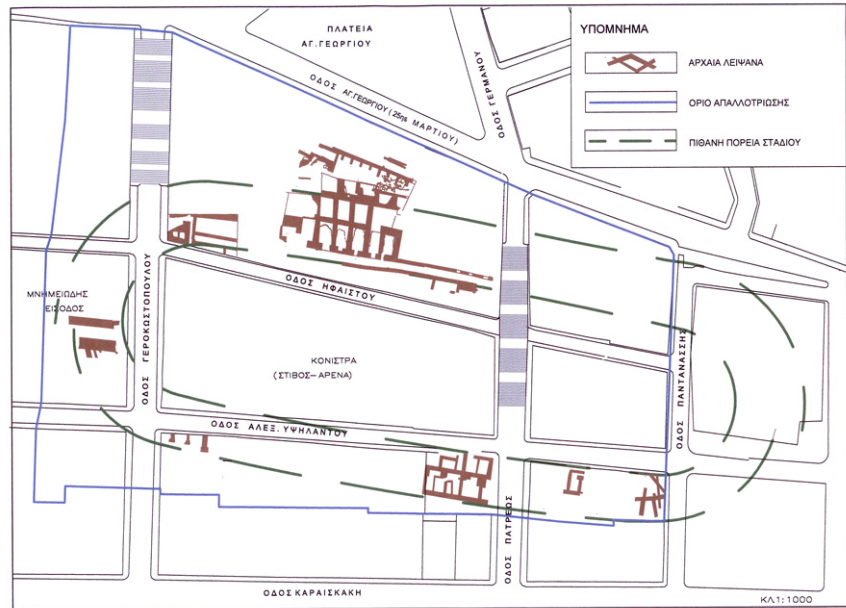 ΠΛΑΤΕΙΑ
ΑΓ.ΓΕΩΡΓΙΟΥ
ΟΔΟΣ ΑΓ.ΓΕΩΡΓΙΟΥ (25ης ΜΑΡΤΙΟΥ)
ΟΔΟΣ ΓΕΡΜΑΝΟΥ
ΥΠΟΜΝΗΜΑ
ΑΡΧΑΙΑ ΛΕΙΨΑΝΑ
ΟΡΙΟ ΑΠΑΛΛΟΤΡΙΩΣΗΣ
ΠΙΘΑΝΗ ΠΟΡΕΙΑ ΣΤΑΔΙΟΥ
ΟΔΟΣ ΓΕΡΟΚΩΣΤΟΠΟΥΛΟΥ
ΟΔΟΣ ΗΦΑΙΣΤΟΥ
ΜΝΗΜΕΙΩΔΗΣ
ΕΙΣΟΔΟΣ
ΚΟΝΙΣΤΡΑ
(ΣΤΙΒΟΣ-ΑΡΕΝΑ)
ΟΔΟΣ ΠΑΝΤΑΝΑΣΣΗΣ
ΟΔΟΣ ΑΛΕΞ. ΥΨΗΛΑΝΤΟΥ
ΟΔΟΣ ΠΑΤΡΕΩΣ
ΟΔΟΣ ΚΑΡΑΙΣΚΑΚΗ
ΚΛ.1:1000